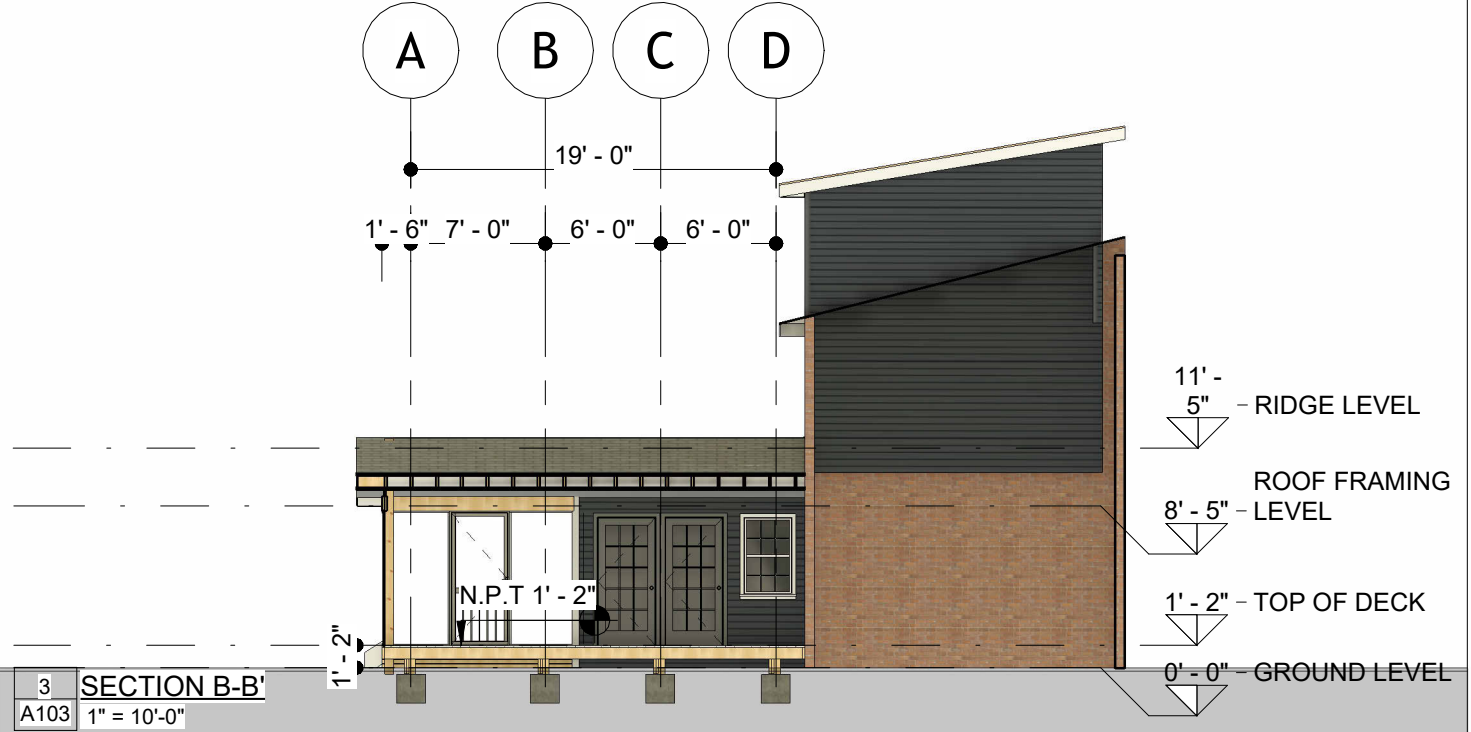 A B C D
19' - 0"
1' - 6" 7' - 0" 6' - 0" 6' - 0"
11' -
5" RIDGE LEVEL
ROOF FRAMING
8' - 5" LEVEL
N.P.T 1' - 2"
1' - 2" TOP OF DECK
1' - 2"
0' - 0" GROUND LEVEL
3 SECTION B-B'
A103 1" = 10'-0"